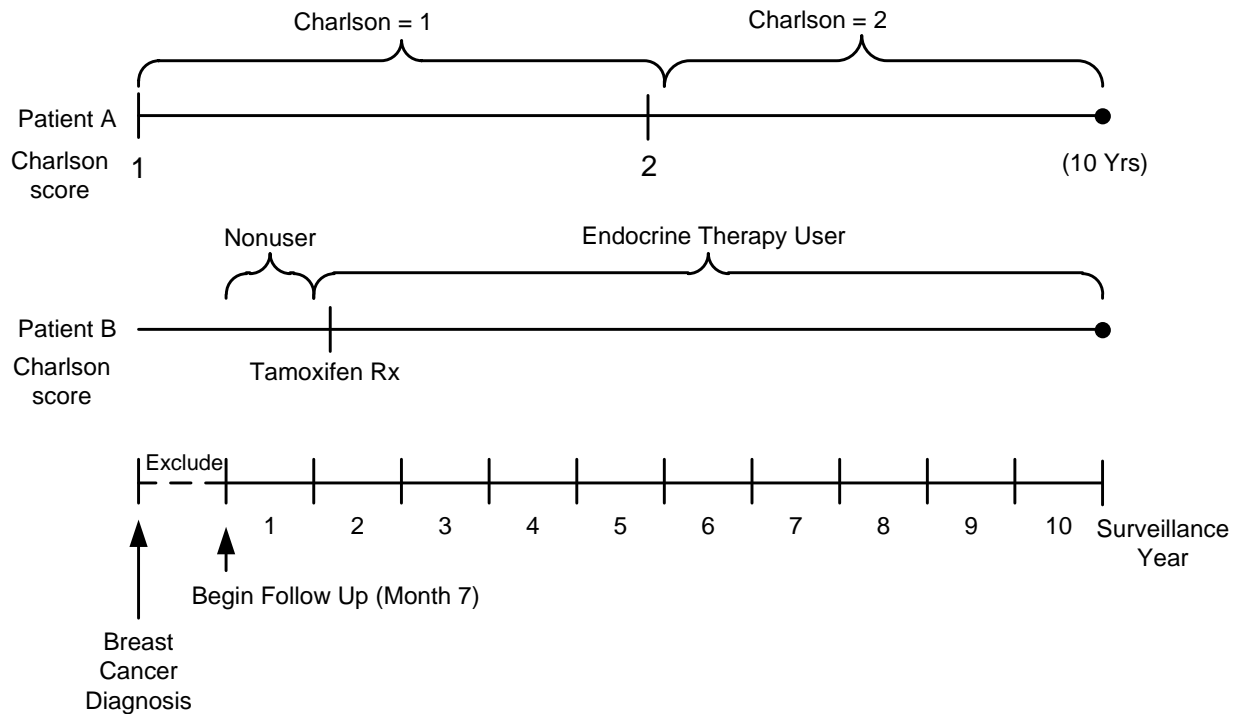 Charlson = 1
Charlson = 2
Patient A
Charlson
score
1
2
(10 Yrs)
Nonuser
Endocrine Therapy User
Patient B
Charlson
score
Tamoxifen Rx
Exclude
1
2
3
4
5
6
7
8
9
10
Surveillance
Year
Begin Follow Up (Month 7)
Breast
Cancer
Diagnosis